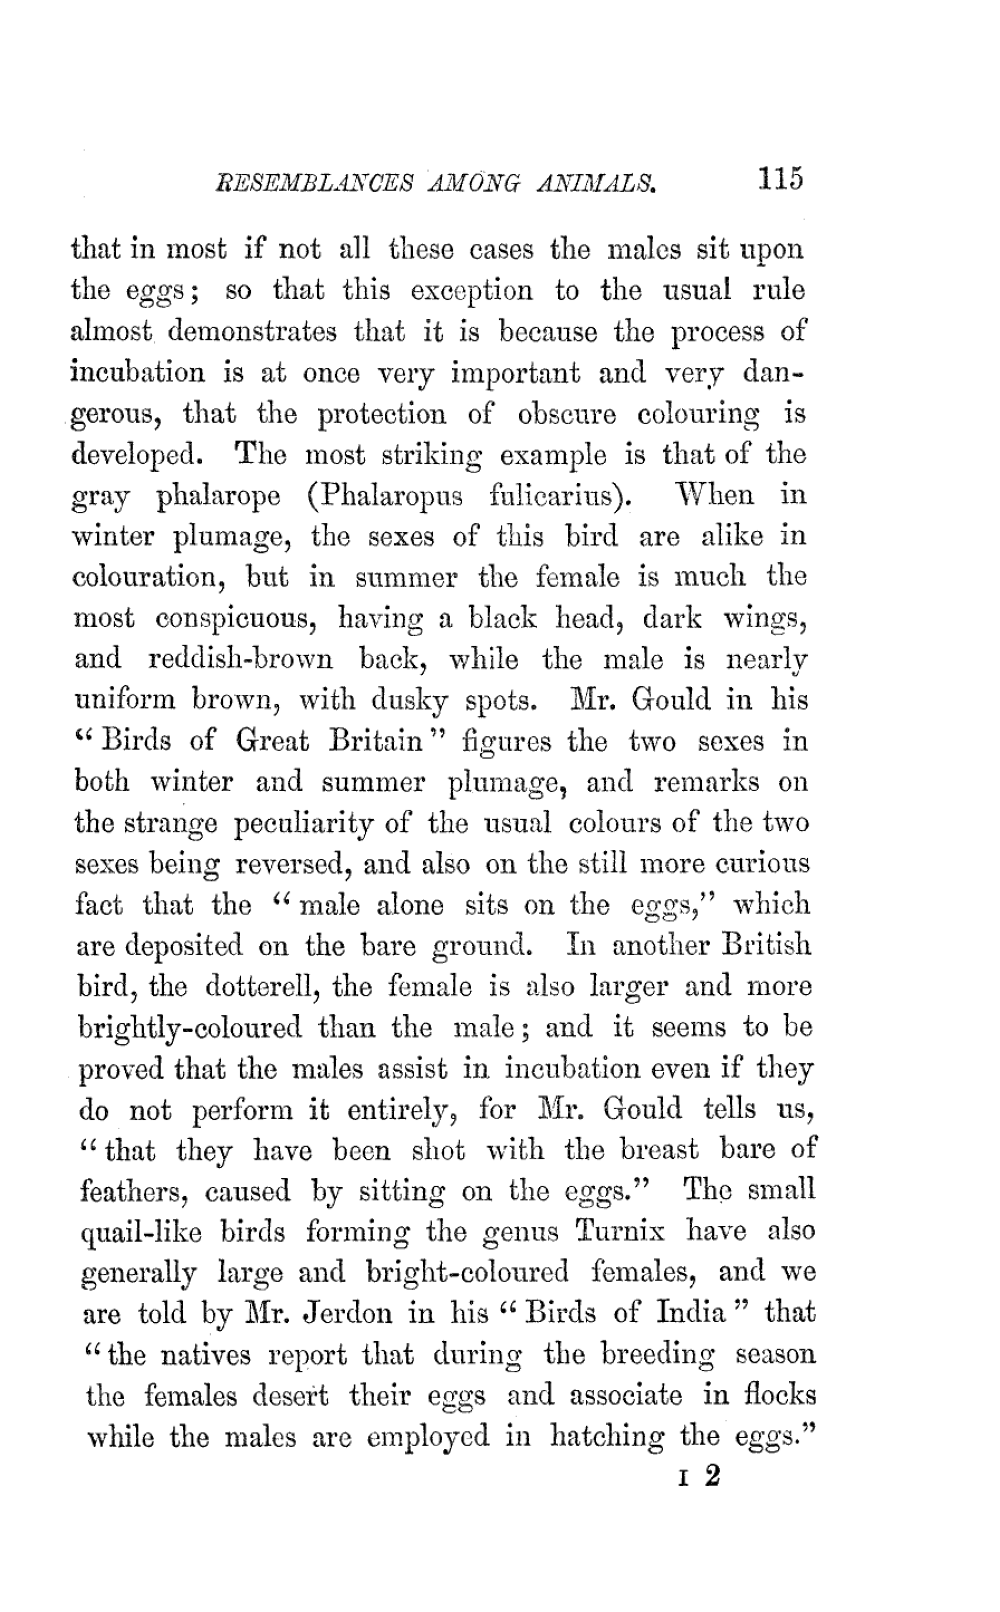 RESEMBLANCES AMONG ANIMALS. 115
that in most if not all these cases the males sit upon
the eggs; so that this exception to the usual rule
almost demonstrates that it is because the process of
incubation is at once very important and very dan-
gerous, that the protection of obscure colouring is
developed. The most striking example is that of the
gray phalarope (Phalaropus fulicarius). When in
winter plumage, the sexes of this bird are alike in
colouration, but in summer the female is much the
most conspicuous, having a black head, dark wings,
and reddish-brown back, while the male is nearly
uniform brown, with dusky spots. Mr. Gould in his
“Birds of Great Britain” figures the two sexes in
both winter and summer plumage, and remarks on
the strange peculiarity of the usual colours of the two
sexes being reversed, and also on the still more curious
fact that the “male alone sits on the eggs,” which
are deposited on the bare ground. In another British
bird, the dotterell, the female is also larger and more
brightly-coloured than the male; and it seems to be
proved that the males assist in incubation even if they
do not perform it entirely, for Mr. Gould tells us,
“that they have been shot with the breast bare of
feathers, caused by sitting on the eggs.” The small
quail-like birds forming the genus Turnix have also
generally large and bright-coloured females, and we
are told by Mr. Jerdon in his “Birds of India” that
“the natives report that during the breeding season
the females desert their eggs and associate in flocks
while the males are employed in hatching the eggs.”
I 2